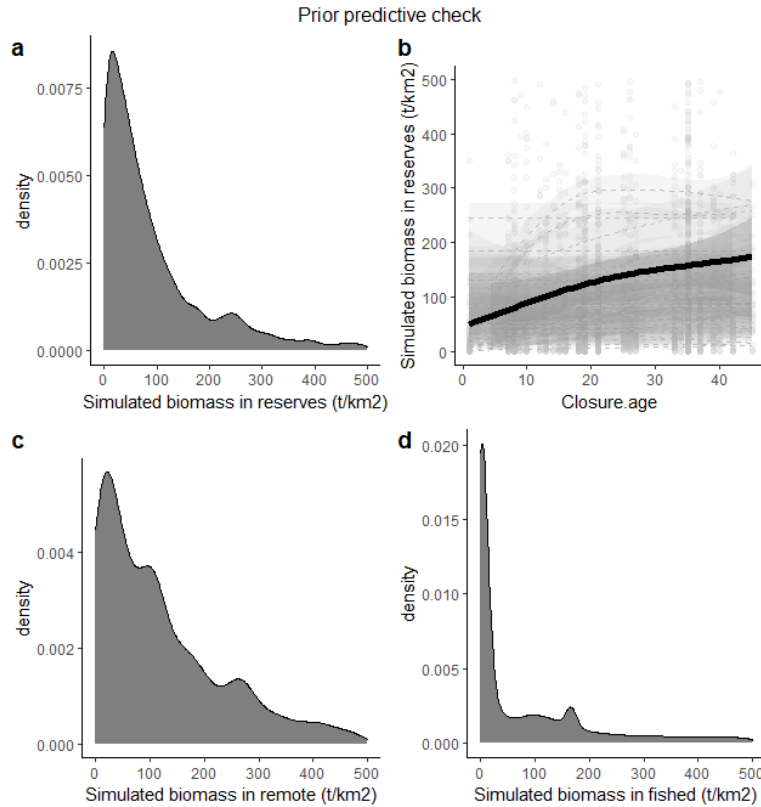 Prior predictive check
a
0.0075
0.0050
0.0025
0.0000
density
0 100 200 300 400 500
Simulated biomass in reserves (t/km2)
b
500
400
300
200
100
0
Simulated biomass in reserves (t/km2)
10 20 30 40
0
Closure.age
c
0.004
0.002
0.000
density
0 100 200 300 400 500
Simulated biomass in remote (t/km2)
d
0.020
0.015
0.010
0.005
0.000
density
0 100 200 300 400 500
Simulated biomass in fished (t/km2)